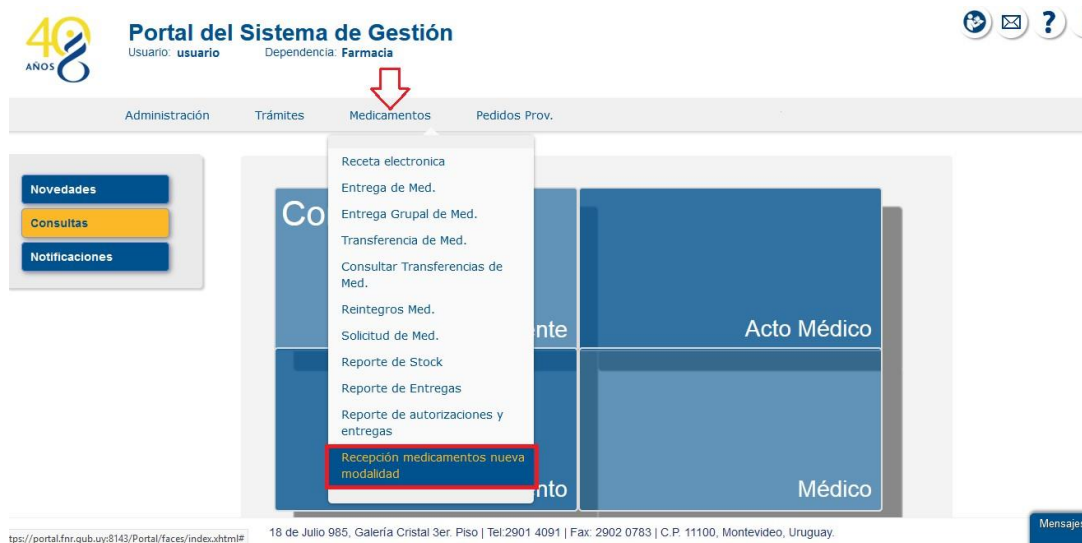 40
AÑOS
Portal del Sistema de Gestión
Usuario: usuario Dependencia: Farmacia
?
Administración Trámites Medicamentos Pedidos Prov.
Novedades
Consultas
Notificaciones
Receta electronica
Entrega de Med.
Entrega Grupal de Med.
Transferencia de Med.
Consultar Transferencias de
Med.
Reintegros Med.
Solicitud de Med.
Reporte de Stock
Reporte de Entregas
Reporte de autorizaciones y
entregas
Recepción medicamentos nueva
modalidad
Co
nte
Acto Médico
nto
Médico
Mensajes
ttps://portal.fnr.gub.uy:8143/Portal/faces/index.xhtml#
18 de Julio 985, Galería Cristal 3er. Piso | Tel:2901 4091 | Fax: 2902 0783 | C.P. 11100, Montevideo, Uruguay.